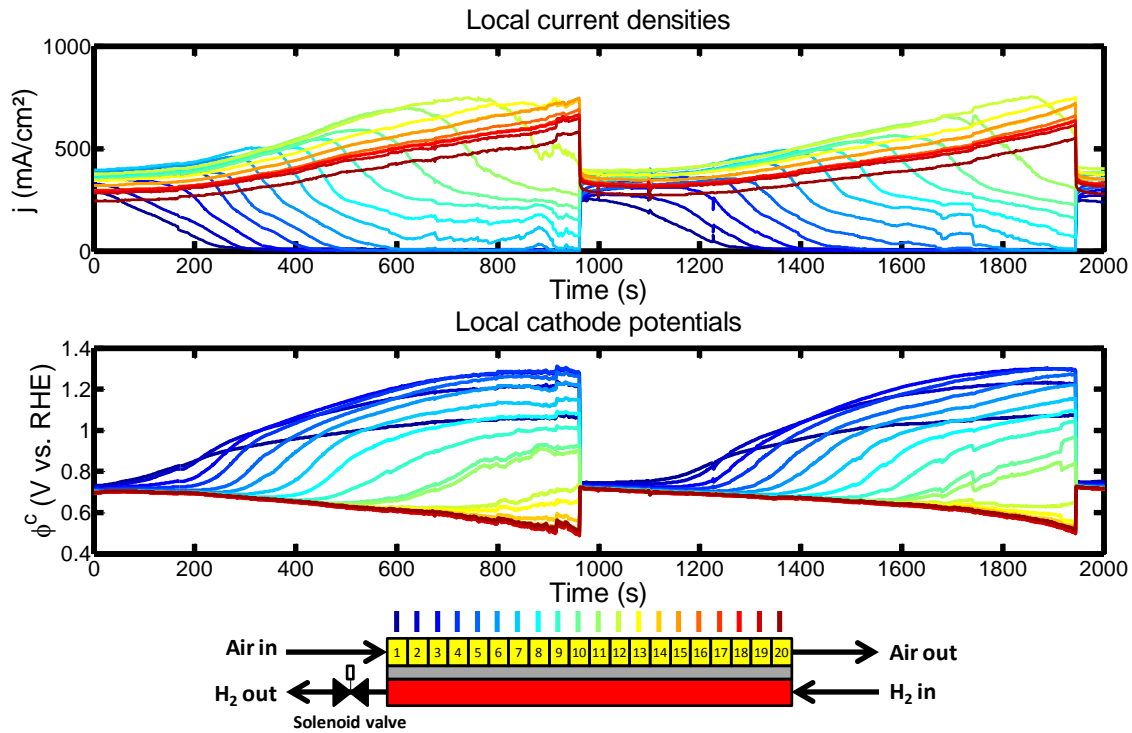 Local current densities
j (mA/cm²)
1000
500
0
0 200 400 600 800 1000 1200 1400 1600 1800 2000
Time (s)
Local cathode potentials
ϕᶜ (V vs. RHE)
1.4
1.2
1
0.8
0.6
0.4
0 200 400 600 800 1000 1200 1400 1600 1800 2000
Time (s)
Air in 1 2 3 4 5 6 7 8 9 10 11 12 13 14 15 16 17 18 19 20 Air out
H₂ out H₂ in
Solenoid valve